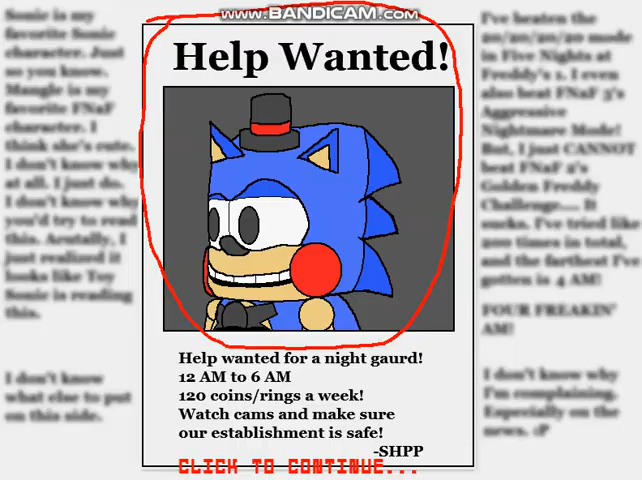 WWW.BANDICAM.COM
Help Wanted!
Help wanted for a night gaurd!
12 AM to 6 AM
120 coins/rings a week!
Watch cams and make sure
our establishment is safe!
-SHPP
CLICK TO CONTINUE...
Sonic is my
favorite Sonic
character. Just
so you know.
Mangle is my
favorite FNaF
character. I
think she's cute.
I don't know why
at all. I just do.
I don't know why
you'd try to read
this. Acutally, I
just realized it
looks like Toy
Sonic is reading
this.
I don't know
what else to put
on this side.
I've beaten the
20/20/20/20 mode
in Five Nights at
Freddy's 1. I even
also beat FNaF 3's
Aggressive
Nightmare Mode!
But, I just CANNOT
beat FNaF 2's
Golden Freddy
Challenge.... It
sucks. I've tried like
200 times in total,
and the farthest I've
gotten is 4 AM!
FOUR FREAKIN'
AM!
I don't know why
I'm complaining.
Especially on the
news. :P